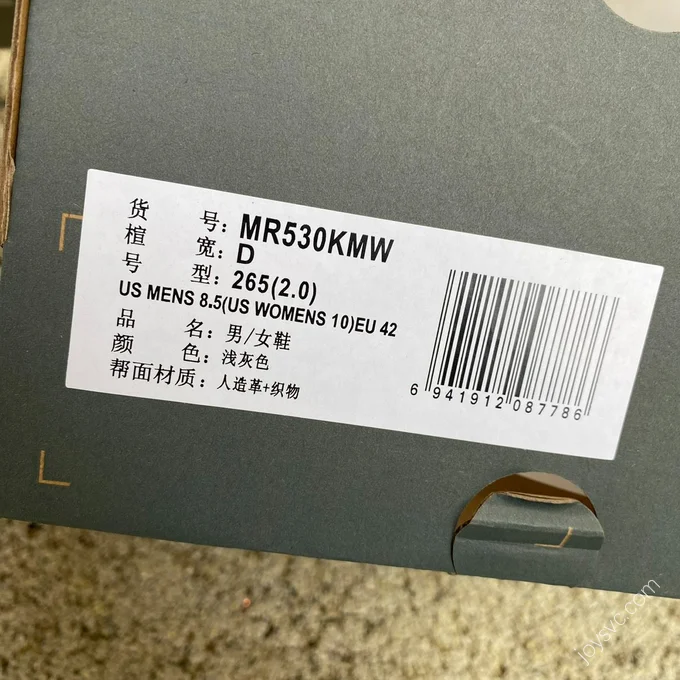 货 号: MR530KMW
楦 宽: D
号 型: 265(2.0)
US MENS 8.5(US WOMENS 10)EU 42
品 名: 男/女鞋
颜 色: 浅灰色
帮面材质: 人造革+织物
6 941912 087786
joysvc.com